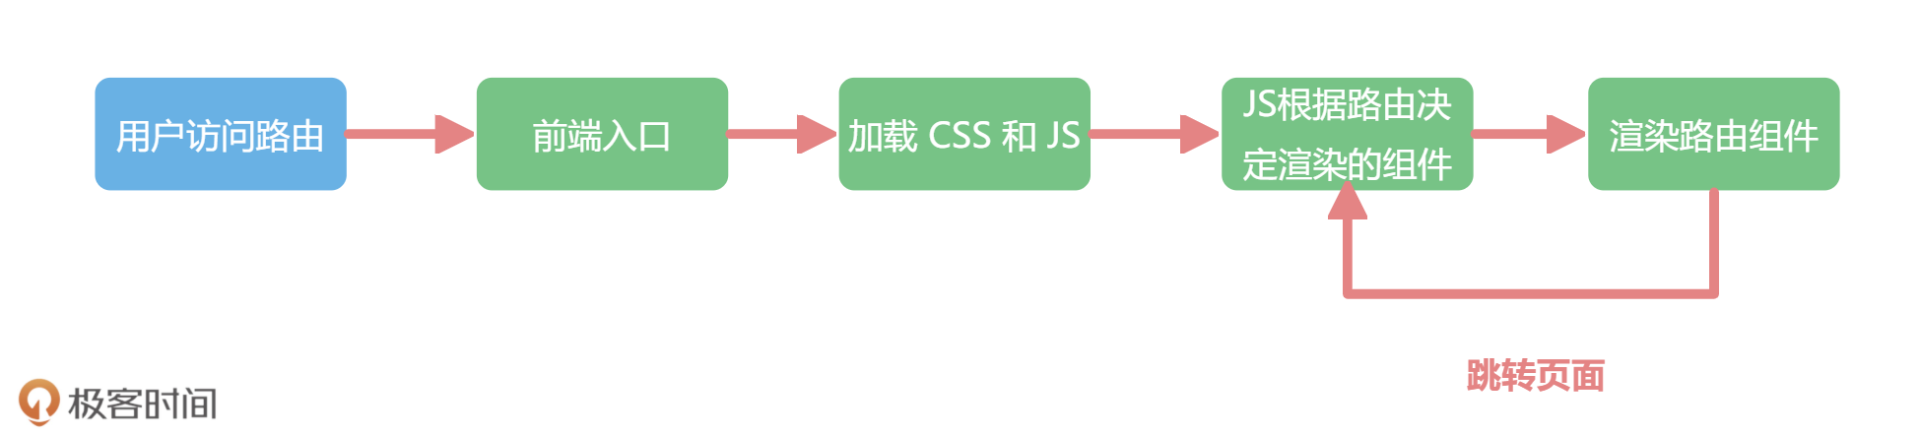 用户访问路由
前端入口
加载 CSS 和 JS
JS根据路由决
定渲染的组件
渲染路由组件
跳转页面
极客时间